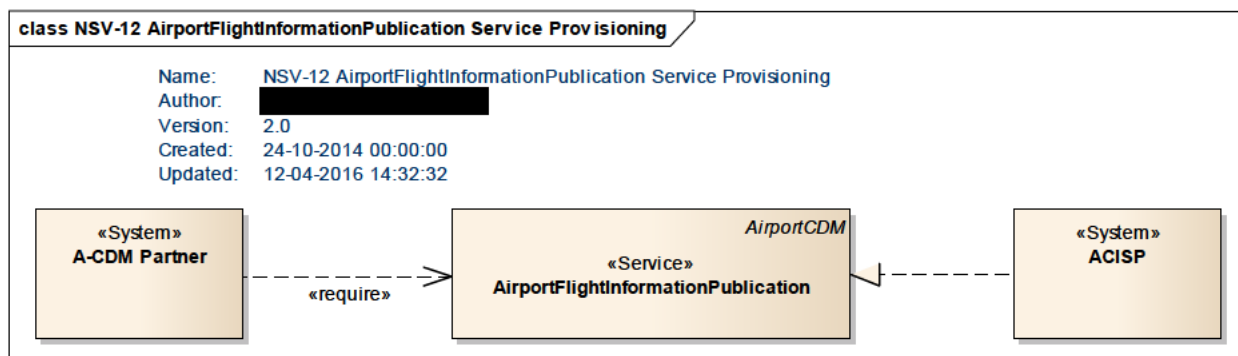 class NSV-12 AirportFlightInformationPublication Service Provisioning
Name: NSV-12 AirportFlightInformationPublication Service Provisioning
Author:
Version: 2.0
Created: 24-10-2014 00:00:00
Updated: 12-04-2016 14:32:32
«System»
A-CDM Partner
«require»
AirportCDM
«Service»
AirportFlightInformationPublication
«System»
ACISP